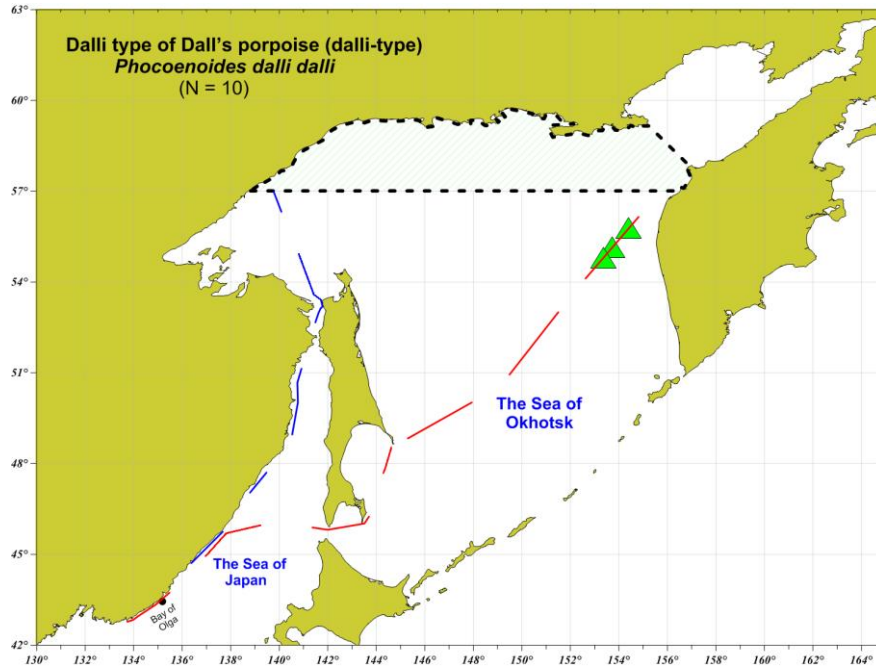 63°
Dalli type of Dall's porpoise (dalli-type)
Phocoenoides dalli dalli
(N = 10)
60°
57°
54°
51°
The Sea of
Okhotsk
48°
45°
The Sea of
Japan
Bay of
Olga
42°
130° 132° 134° 136° 138° 140° 142° 144° 146° 148° 150° 152° 154° 156° 158° 160° 162° 164°